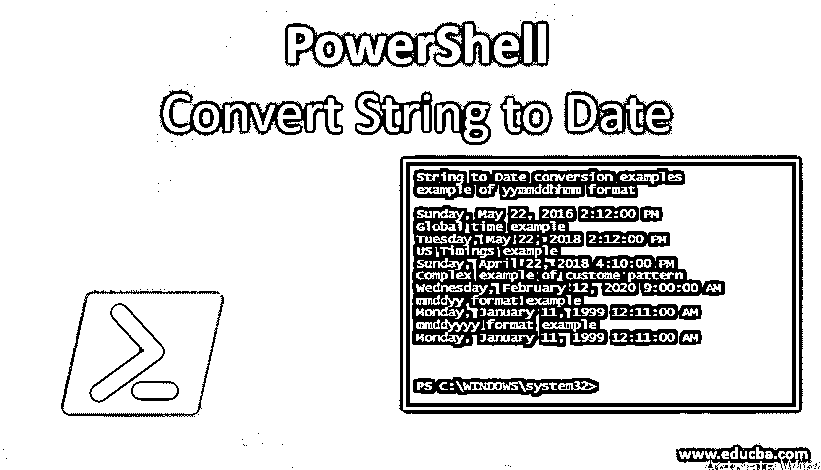 PowerShell
Convert String to Date
String to Date conversion examples
example of yymmddhhmm format
Sunday, May 22, 2016 2:12:00 PM
Global time example
Tuesday, May 22, 2018 2:12:00 PM
US Timings example
Sunday, April 22, 2018 4:10:00 PM
Complex example of custome pattern
Wednesday, February 12, 2020 9:00:00 AM
mmddyy format example
Monday, January 11, 1999 12:11:00 AM
mmddyyyy format example
Monday, January 11, 1999 12:11:00 AM
PS C:\WINDOWS\system32>
www.educba.com